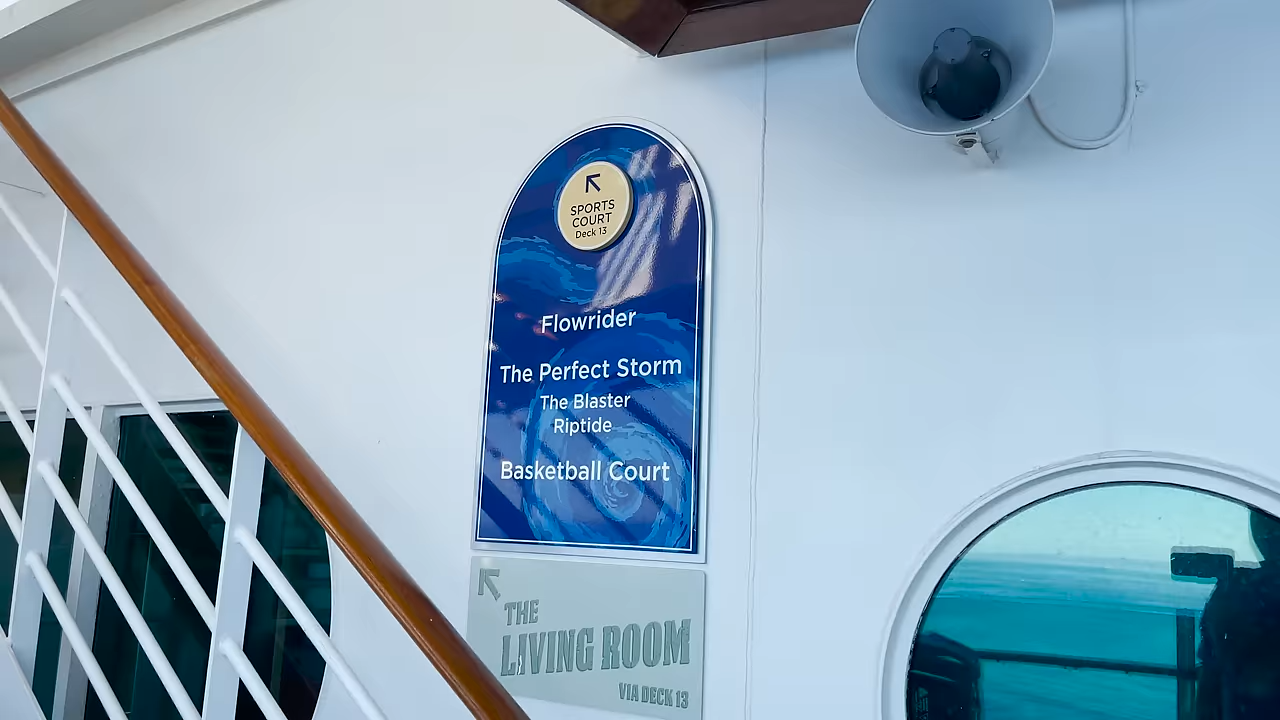 SPORTS
COURT
Deck 13
Flowrider
The Perfect Storm
The Blaster
Riptide
Basketball Court
THE
LIVING ROOM
VIA DECK 13